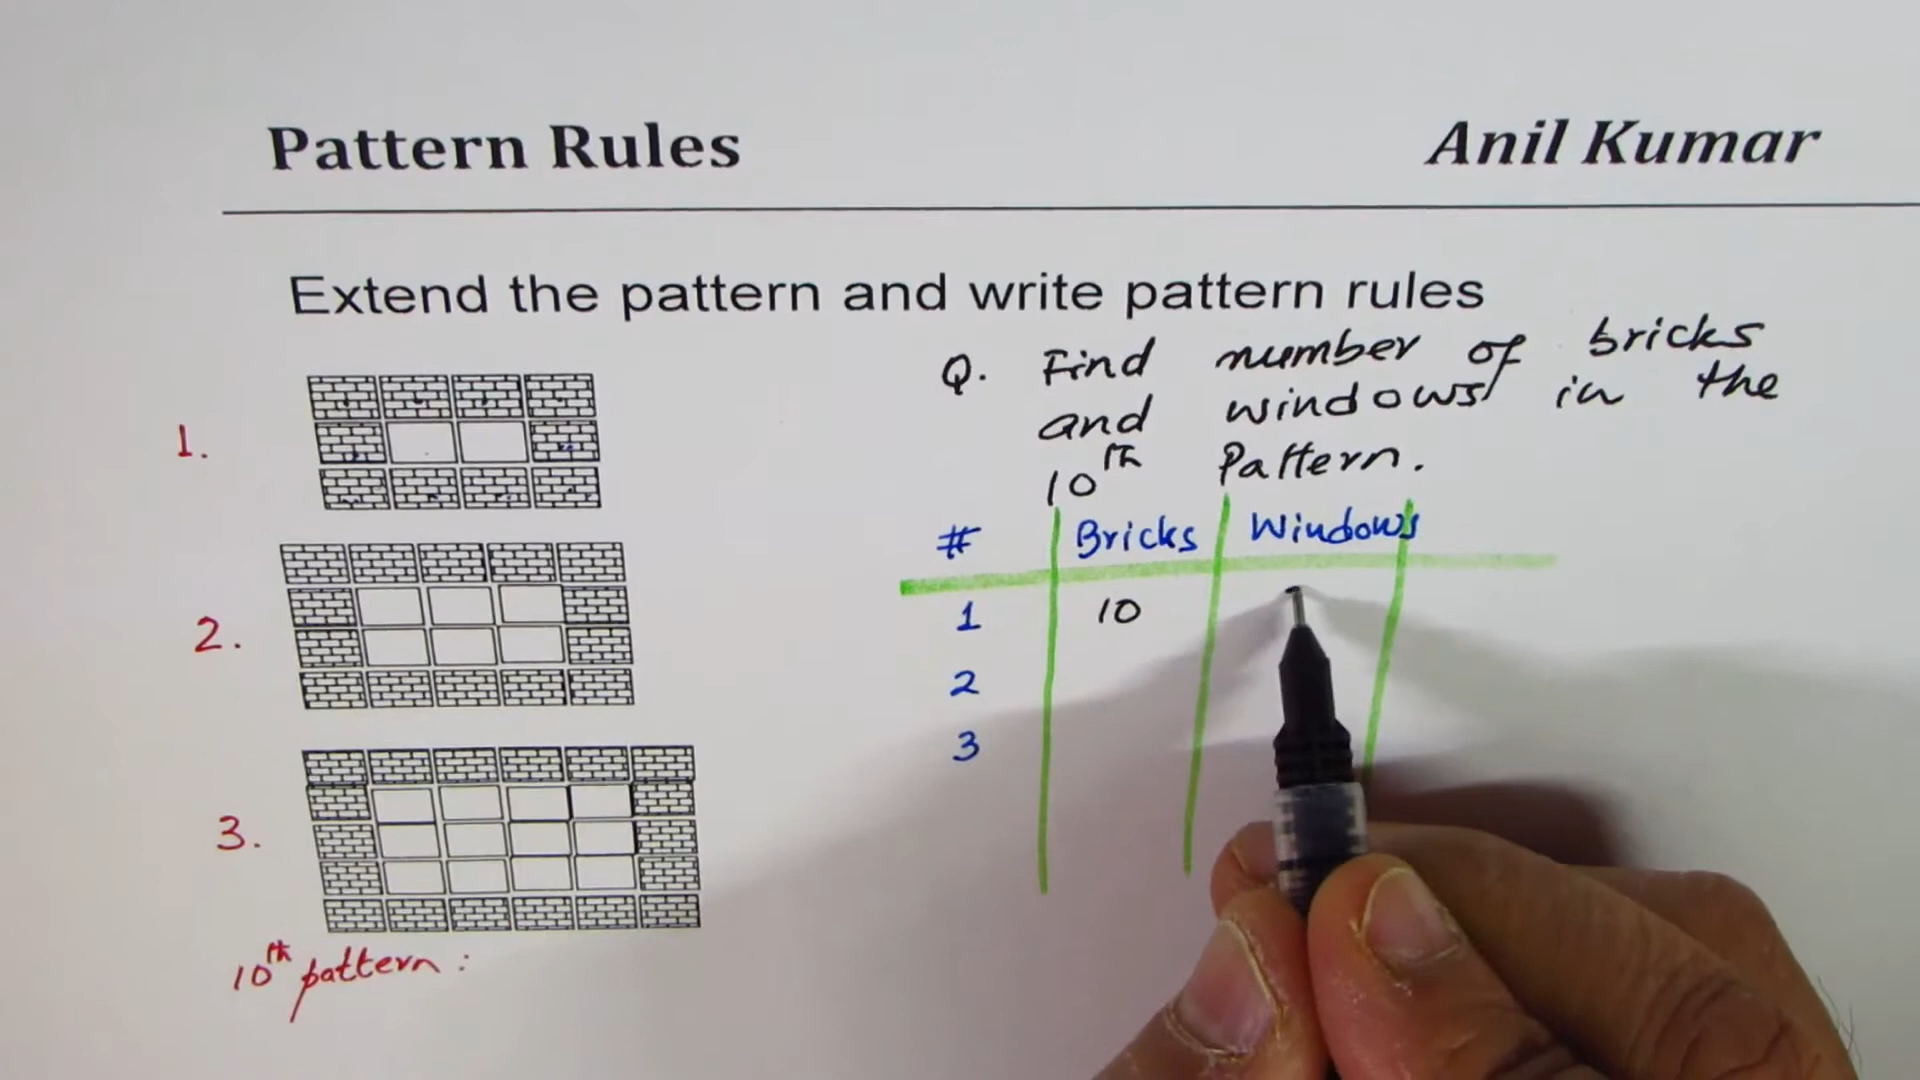 Pattern Rules
Anil Kumar
Extend the pattern and write pattern rules
Q. Find number of bricks
and windows in the
10th Pattern.
1.
2.
3.
10th pattern :
# Bricks Windows
1 10
2
3